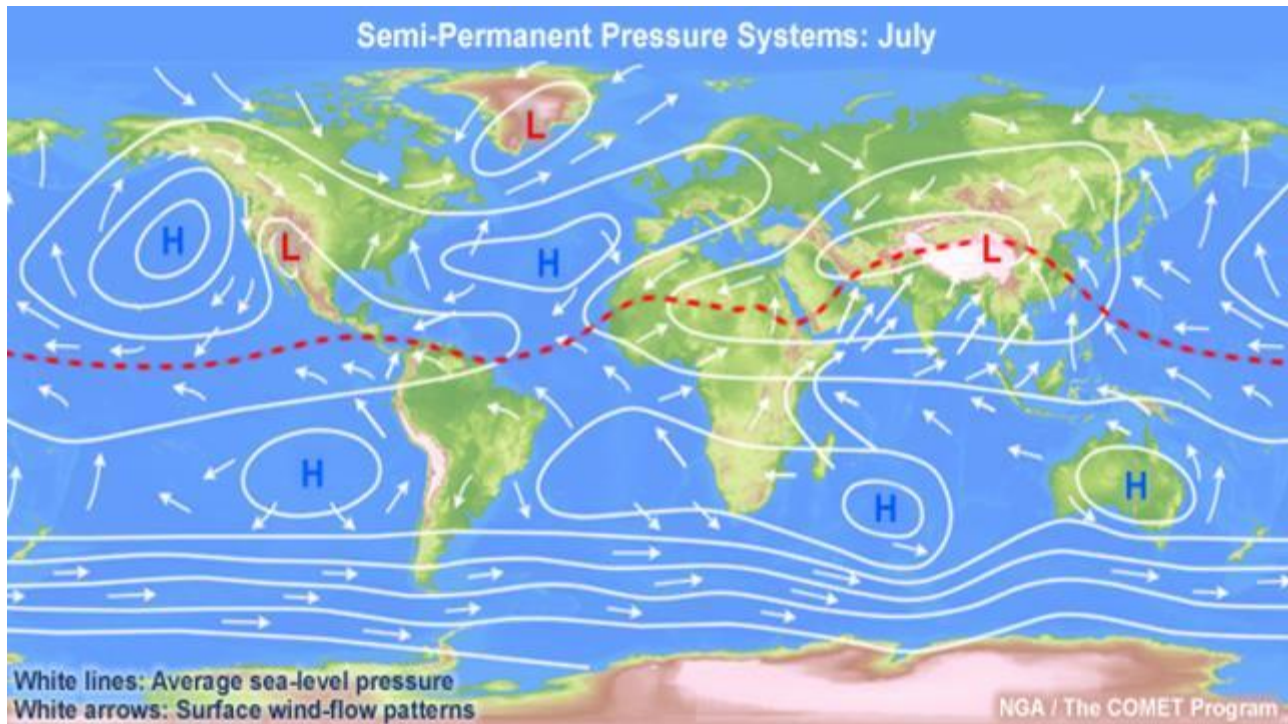 Semi-Permanent Pressure Systems: July
L
H
L
H
L
H
H
H
White lines: Average sea-level pressure
White arrows: Surface wind-flow patterns
NGA / The COMET Program